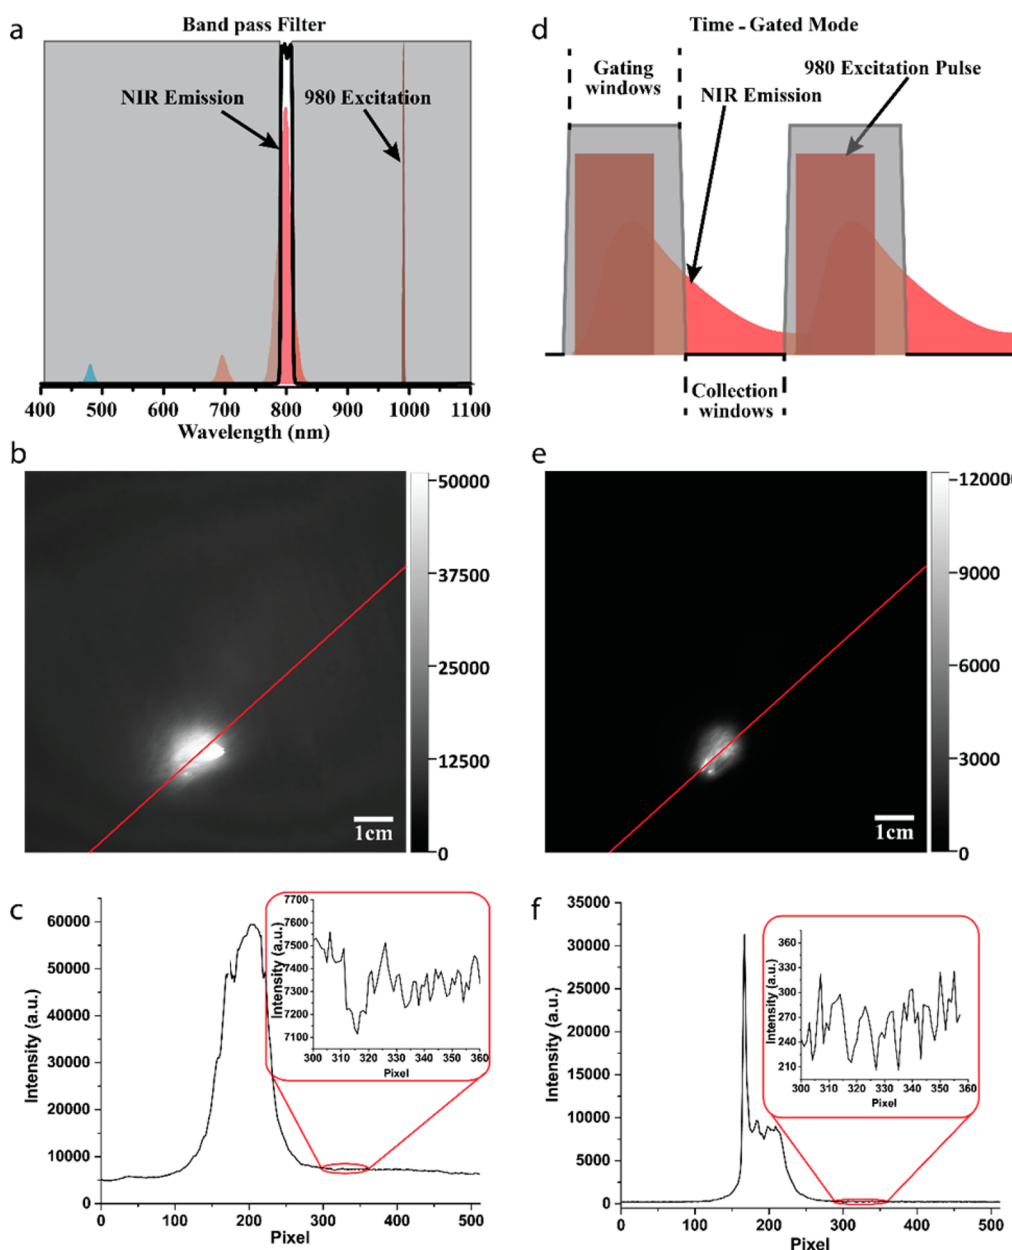 a
Band pass Filter
NIR Emission
980 Excitation
400 500 600 700 800 900 1000 1100
Wavelength (nm)
d
Time - Gated Mode
Gating
windows
980 Excitation Pulse
NIR Emission
Collection
windows
b
50000
37500
25000
12500
0
1cm
e
12000
9000
6000
3000
0
1cm
c
Intensity (a.u.)
60000
50000
40000
30000
20000
10000
0
0 100 200 300 400 500
Pixel
Intensity (a.u.)
7700
7600
7500
7400
7300
7200
7100
300 310 320 330 340 350 360
Pixel
f
Intensity (a.u.)
35000
30000
25000
20000
15000
10000
5000
0
0 100 200 300 400 500
Pixel
Intensity (a.u.)
360
330
300
270
240
210
300 310 320 330 340 350 360
Pixel